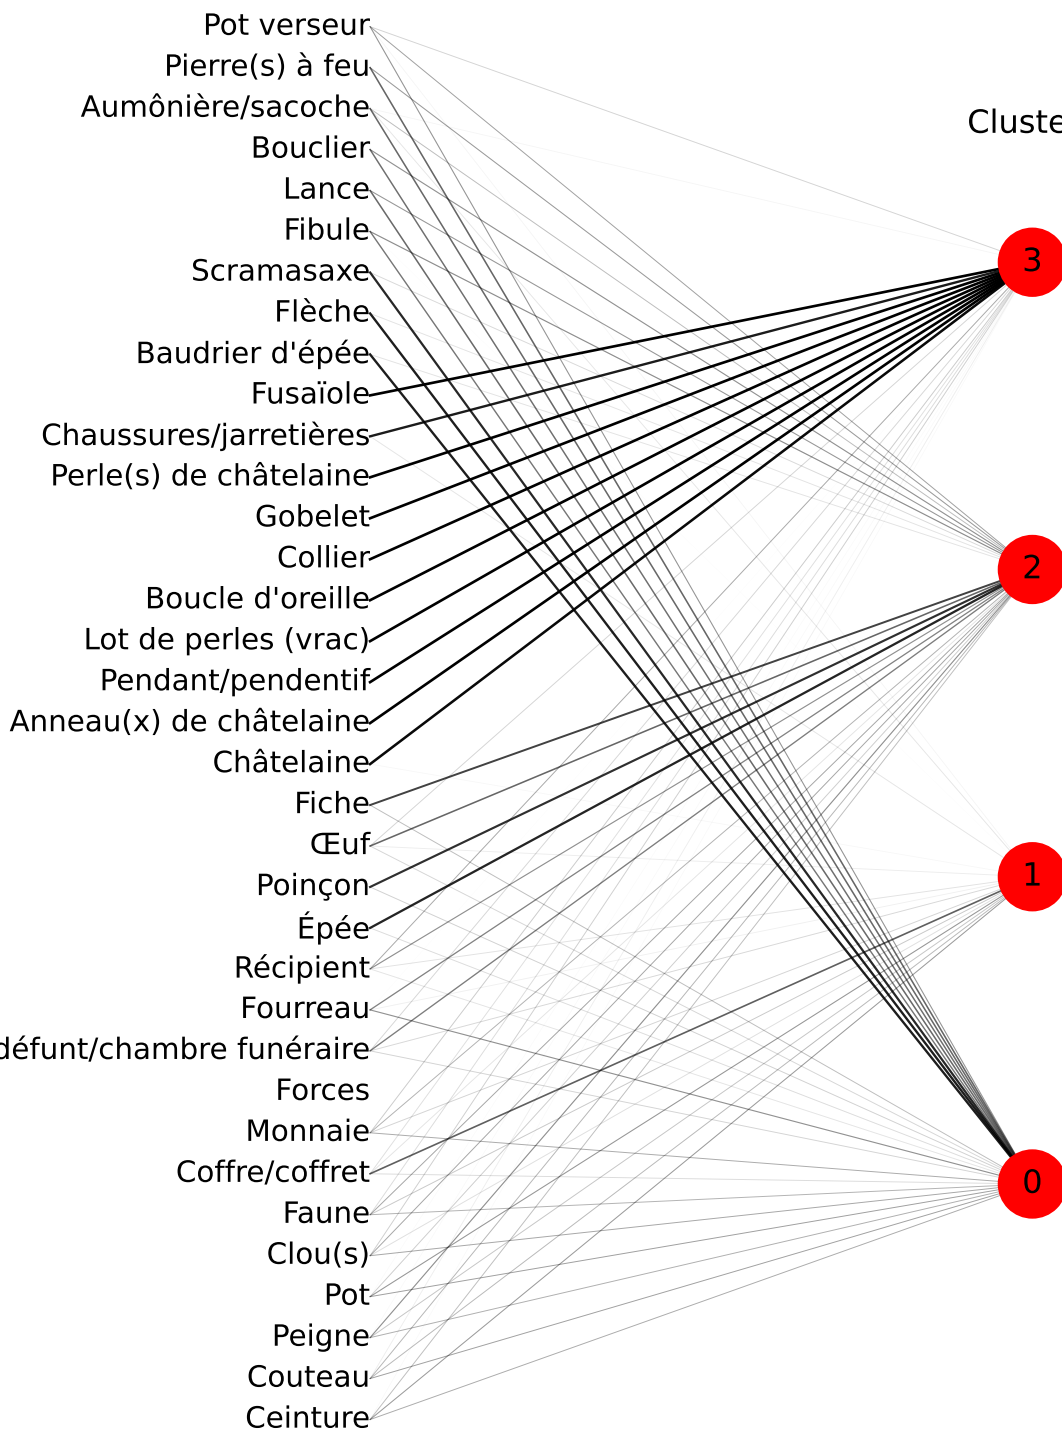 Pot verseur
Pierre(s) à feu
Aumônière/sacoche
Cluste
Bouclier
Lance
Fibule
3
Scramasaxe
Flèche
Baudrier d'épée
Fusaïole
Chaussures/jarretières
Perle(s) de châtelaine
Gobelet
Collier
2
Boucle d'oreille
Lot de perles (vrac)
Pendant/pendentif
Anneau(x) de châtelaine
Châtelaine
Fiche
Œuf
1
Poinçon
Épée
Récipient
Fourreau
défunt/chambre funéraire
Forces
Monnaie
Coffre/coffret
0
Faune
Clou(s)
Pot
Peigne
Couteau
Ceinture